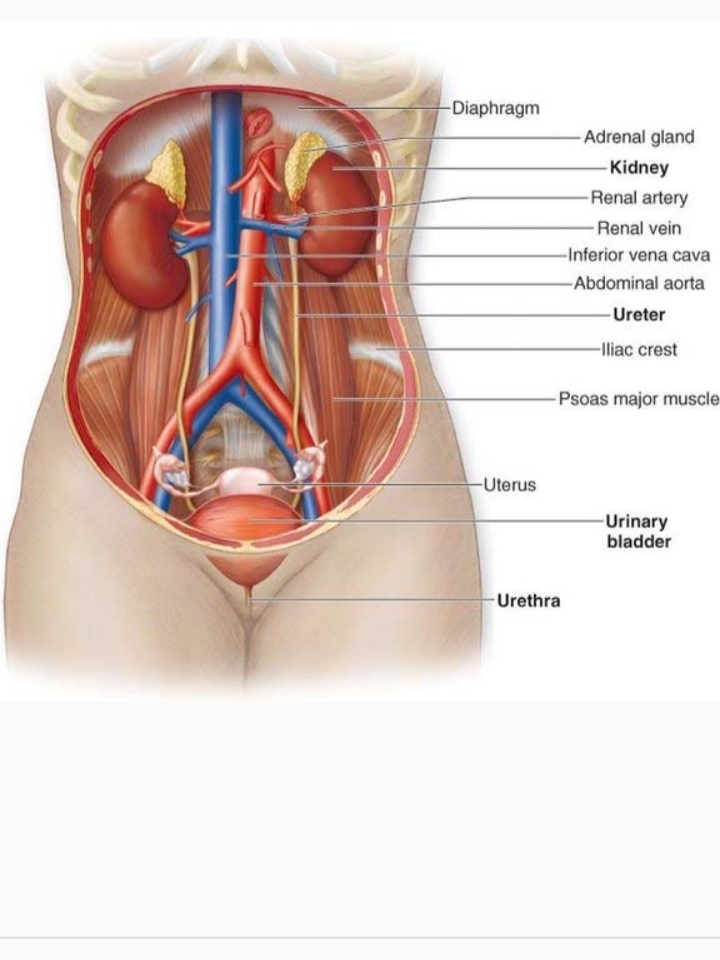 Diaphragm
Adrenal gland
Kidney
Renal artery
Renal vein
Inferior vena cava
Abdominal aorta
Ureter
Iliac crest
Psoas major muscle
Uterus
Urinary
bladder
Urethra